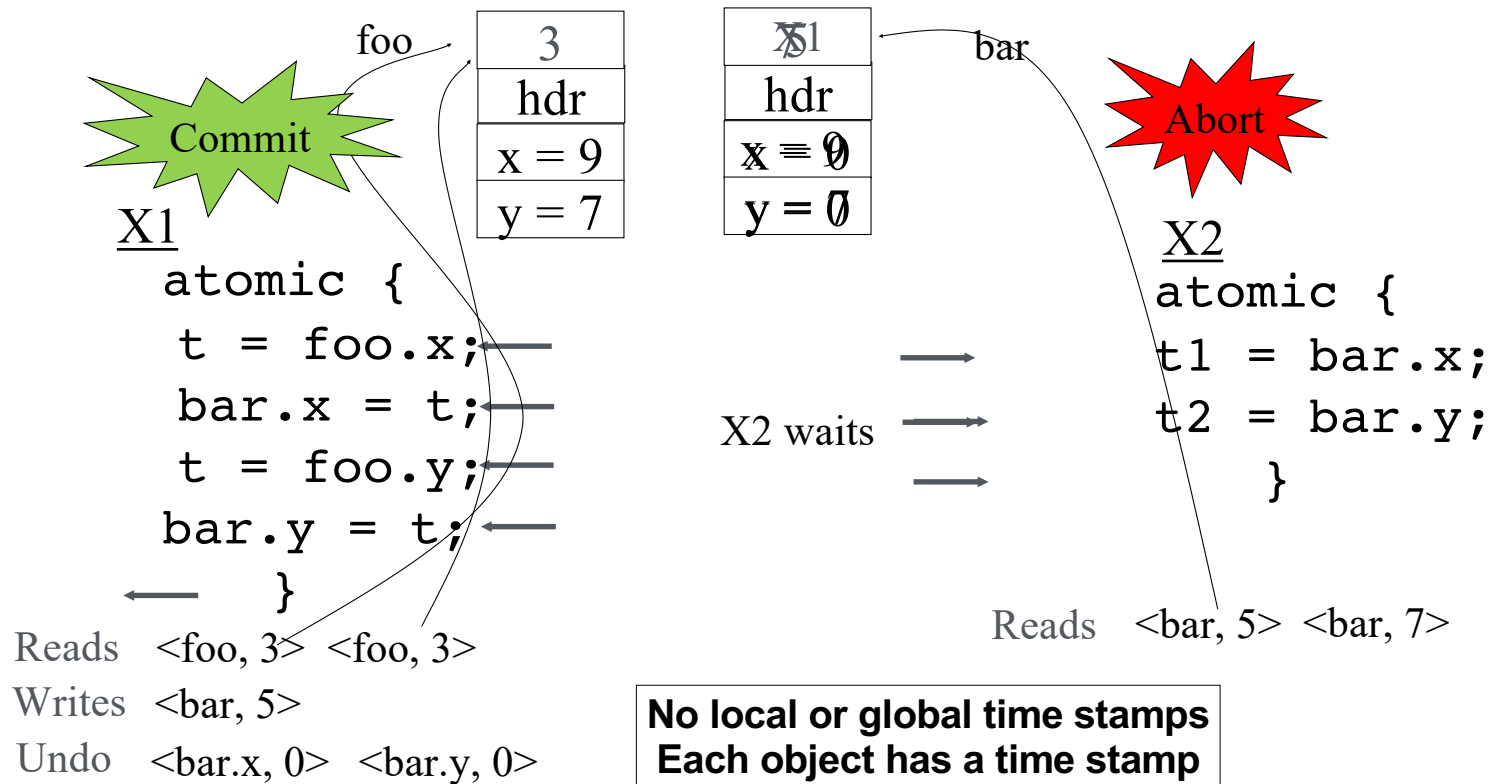 foo
3
hdr
x = 9
y = 7
bar
hdr
Commit
Abort
X1
atomic {
t = foo.x;
bar.x = t;
t = foo.y;
bar.y = t;
}
X2 waits
X2
atomic {
t1 = bar.x;
t2 = bar.y;
}
Reads <foo, 3> <foo, 3>
Writes <bar, 5>
Undo <bar.x, 0> <bar.y, 0>
Reads <bar, 5> <bar, 7>
No local or global time stamps
Each object has a time stamp